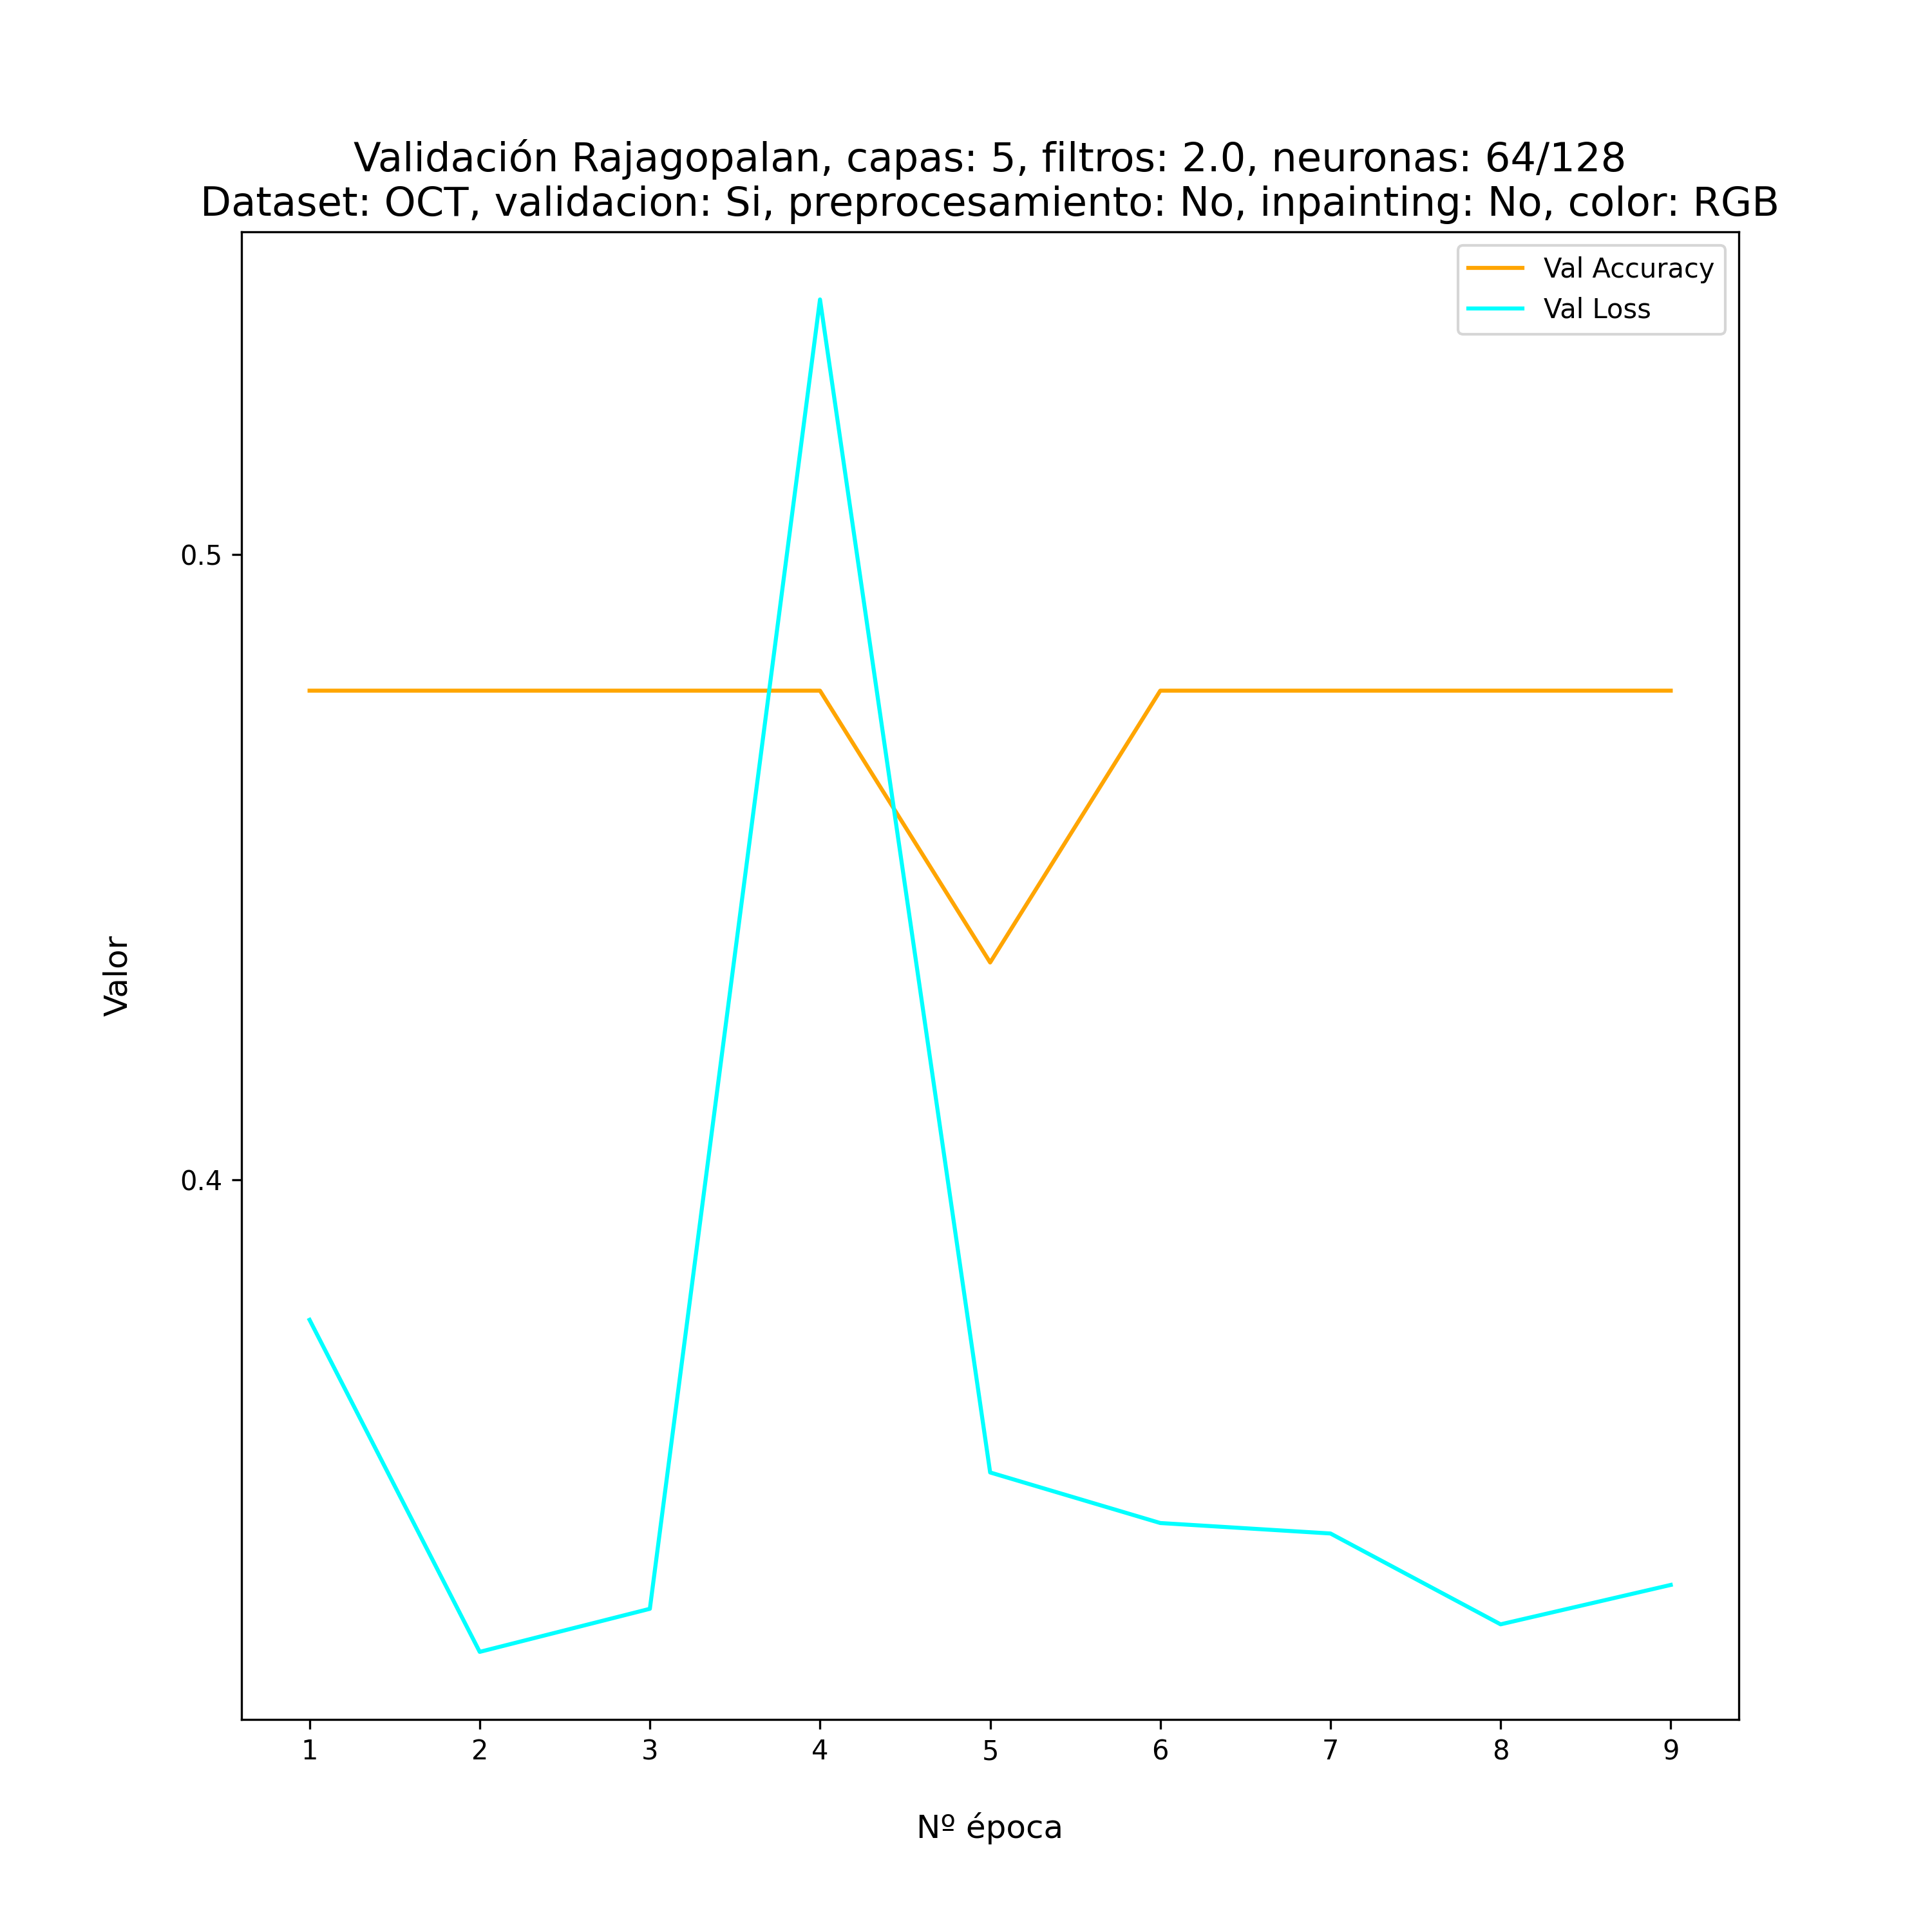 Validación Rajagopalan, capas: 5, filtros: 2.0, neuronas: 64/128
Dataset: OCT, validacion: Si, preprocesamiento: No, inpainting: No, color: RGB
Val Accuracy
Val Loss
0.5
0.4
Valor
1 2 3 4 5 6 7 8 9
Nº época